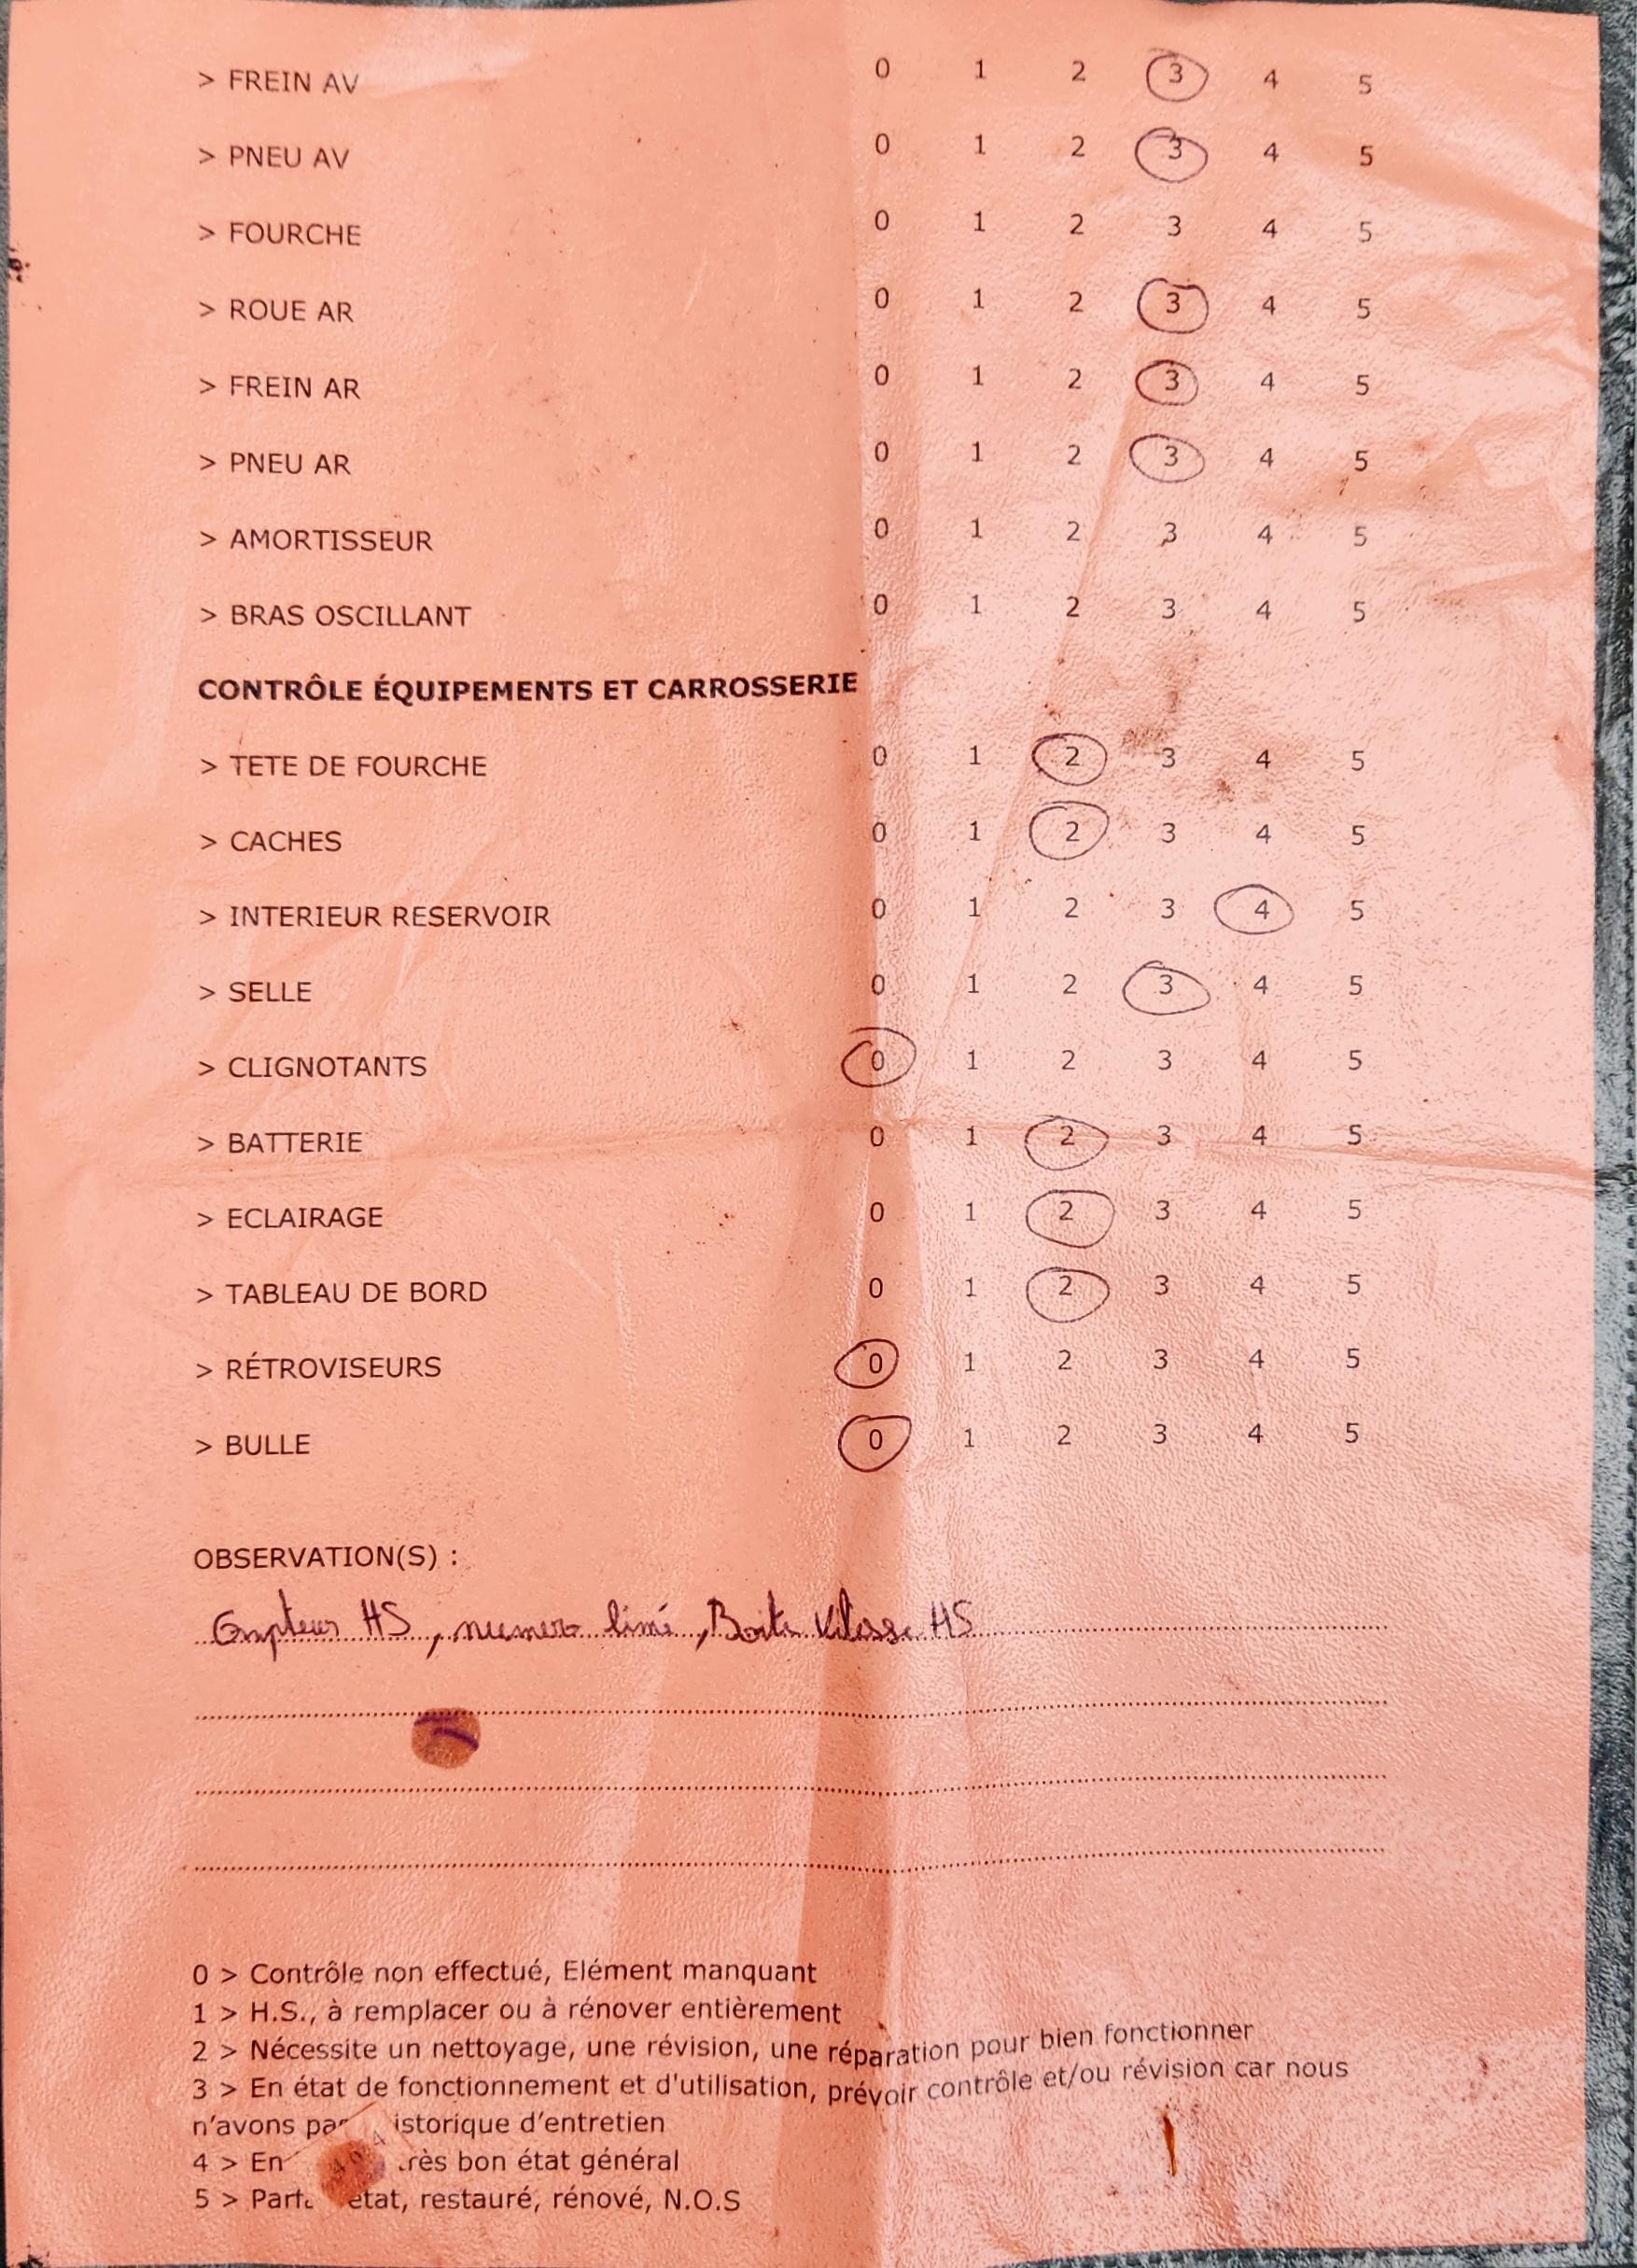 > FREIN AV 0 1 2 3 4 5
> PNEU AV 0 1 2 3 4 5
> FOURCHE 0 1 2 3 4 5
> ROUE AR 0 1 2 3 4 5
> FREIN AR 0 1 2 3 4 5
> PNEU AR 0 1 2 3 4 5
> AMORTISSEUR 0 1 2 3 4 5
> BRAS OSCILLANT 0 1 2 3 4 5
CONTRÔLE ÉQUIPEMENTS ET CARROSSERIE
> TETE DE FOURCHE 0 1 2 3 4 5
> CACHES 0 1 2 3 4 5
> INTERIEUR RESERVOIR 0 1 2 3 4 5
> SELLE 0 1 2 3 4 5
> CLIGNOTANTS 0 1 2 3 4 5
> BATTERIE 0 1 2 3 4 5
> ECLAIRAGE 0 1 2 3 4 5
> TABLEAU DE BORD 0 1 2 3 4 5
> RÉTROVISEURS 0 1 2 3 4 5
> BULLE 0 1 2 3 4 5
OBSERVATION(S) :
Compteur HS, numero limé, Boite Vitesse HS
0 > Contrôle non effectué, Elément manquant
1 > H.S., à remplacer ou à rénover entièrement
2 > Nécessite un nettoyage, une révision, une réparation pour bien fonctionner
3 > En état de fonctionnement et d'utilisation, prévoir contrôle et/ou révision car nous
n'avons pas istorique d'entretien
4 > En rès bon état général
5 > Parf état, restauré, rénové, N.O.S